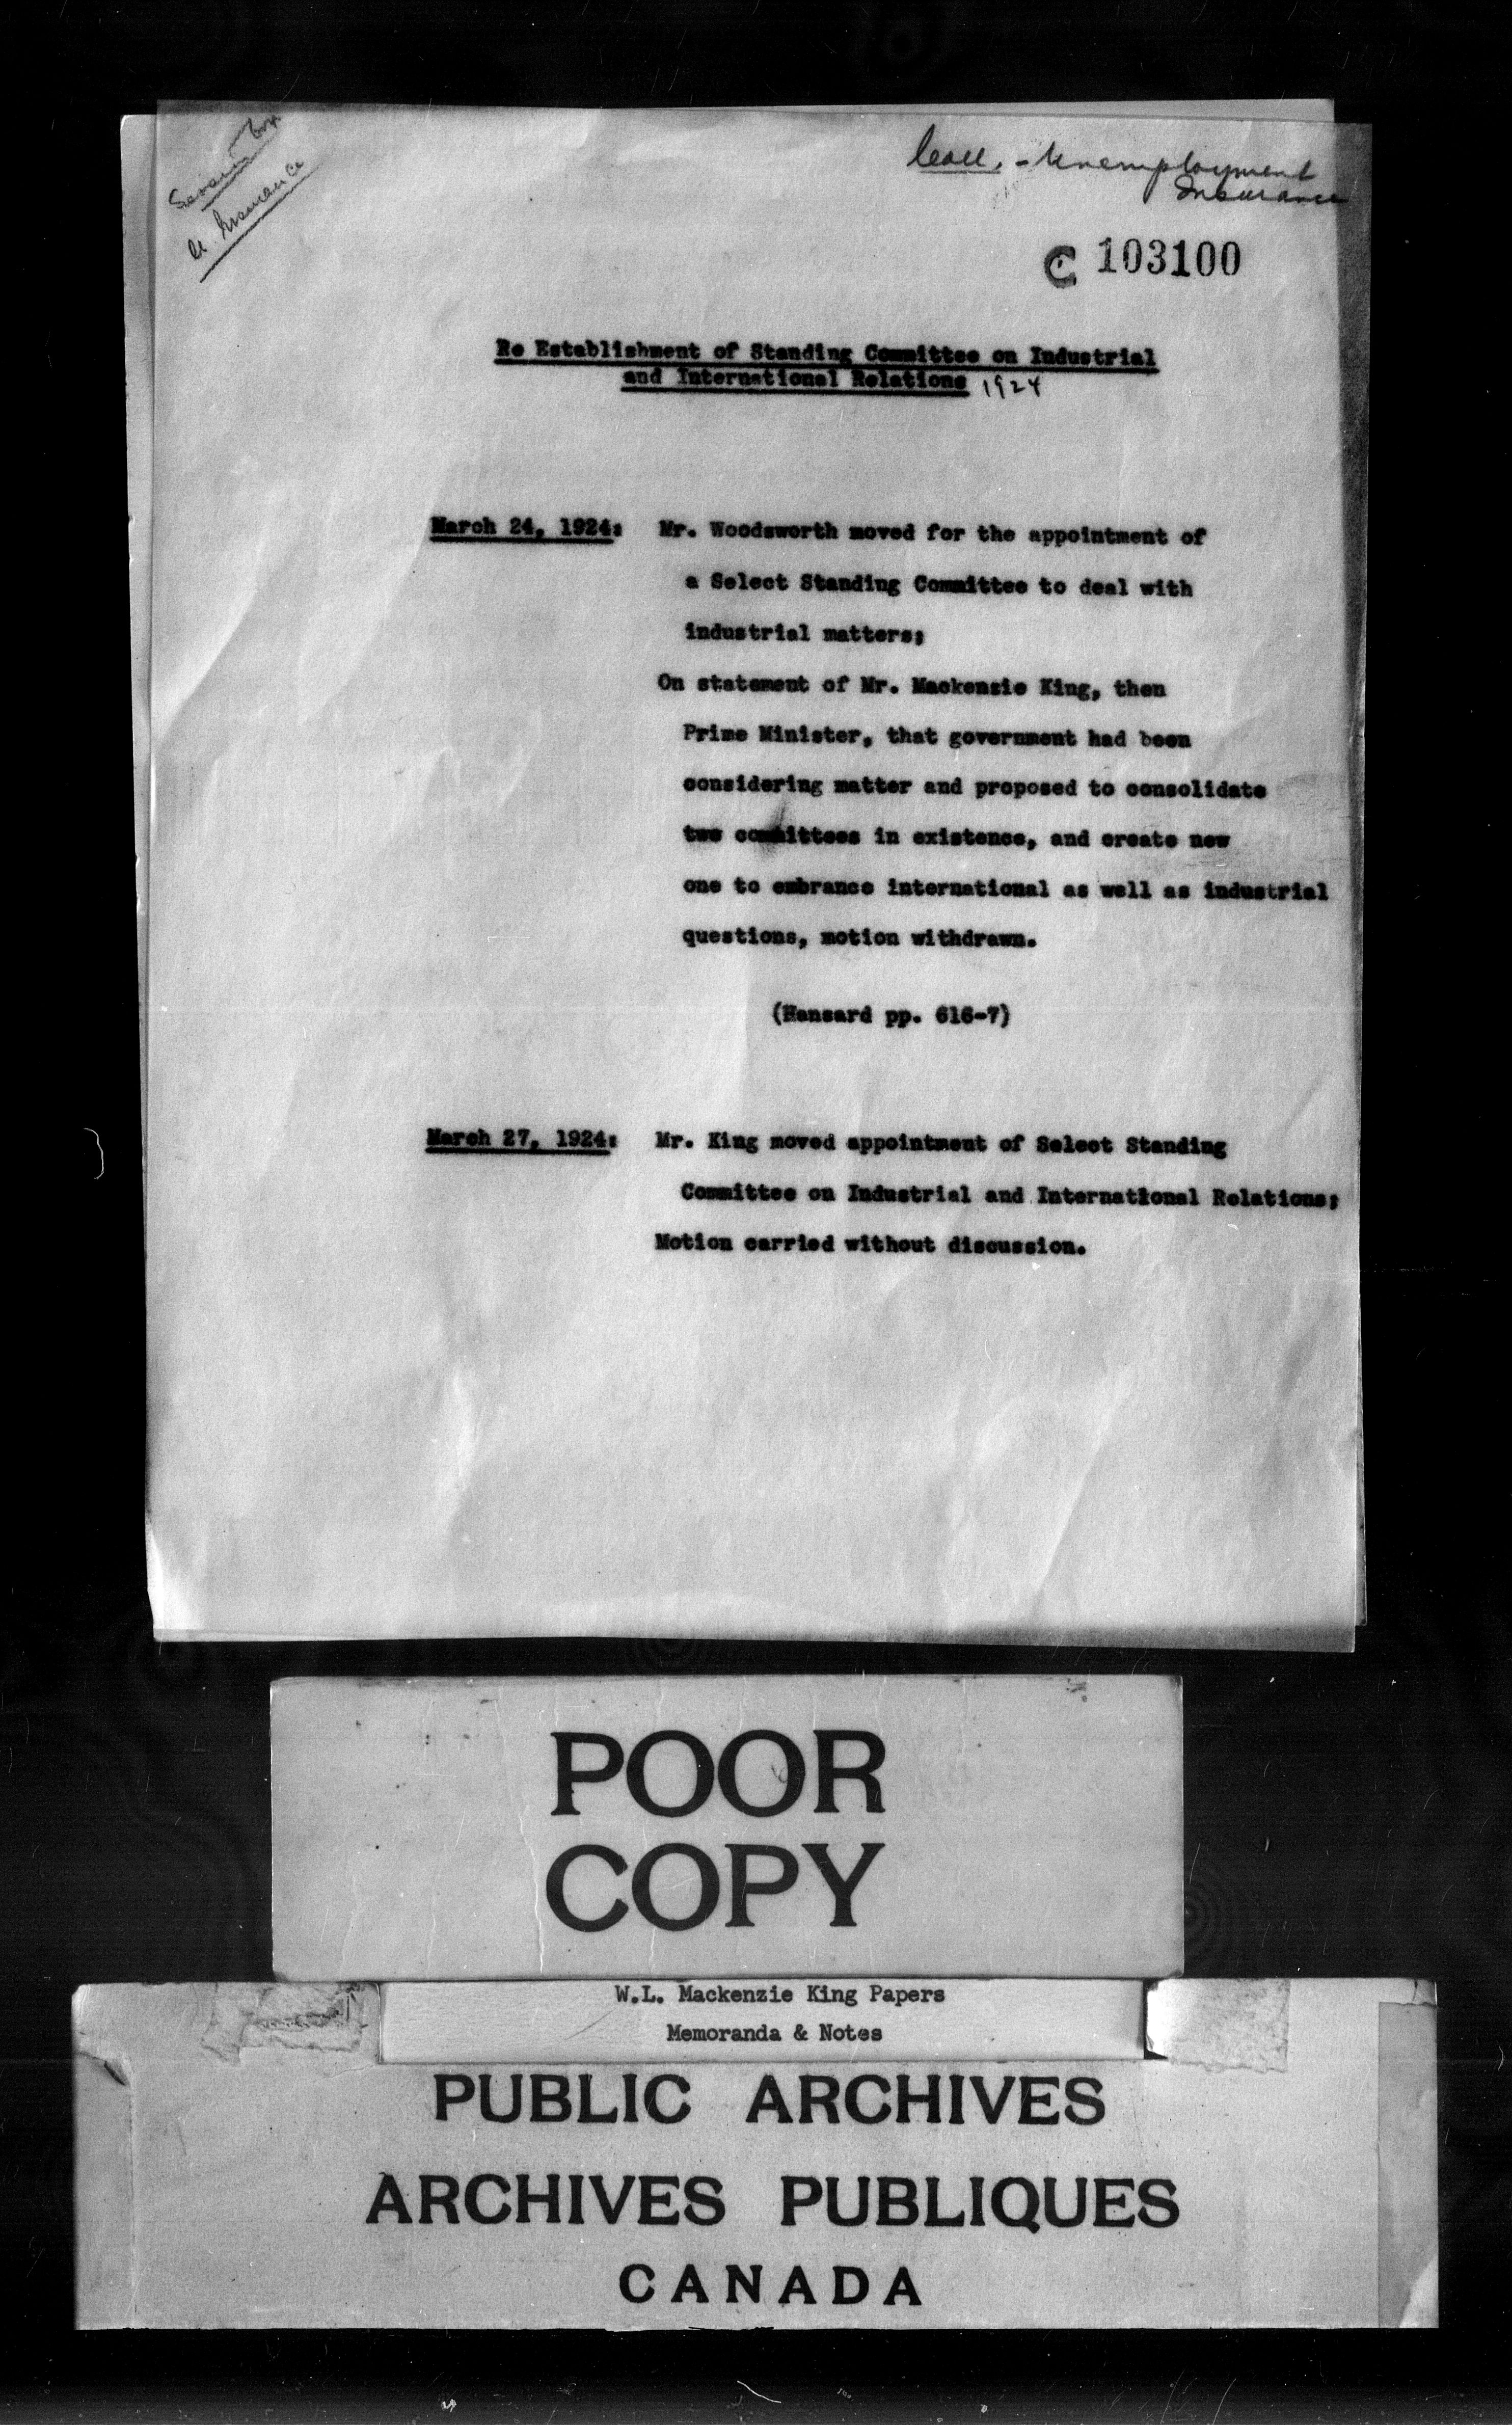 Insurance
- Unemployment
Insurance
C 103100
Re Establishment of Standing Committee on Industrial
and International Relations 1924
March 24, 1924: Mr. Woodsworth moved for the appointment of
a Select Standing Committee to deal with
industrial matters;
On statement of Mr. Mackenzie King, then
Prime Minister, that government had been
considering matter and proposed to consolidate
two committees in existence, and create new
one to embrance international as well as industrial
questions, motion withdrawn.
(Hansard pp. 616-7)
March 27, 1924: Mr. King moved appointment of Select Standing
Committee on Industrial and International Relations;
Motion carried without discussion.
POOR
COPY
W.L. Mackenzie King Papers
Memoranda & Notes
PUBLIC ARCHIVES
ARCHIVES PUBLIQUES
CANADA